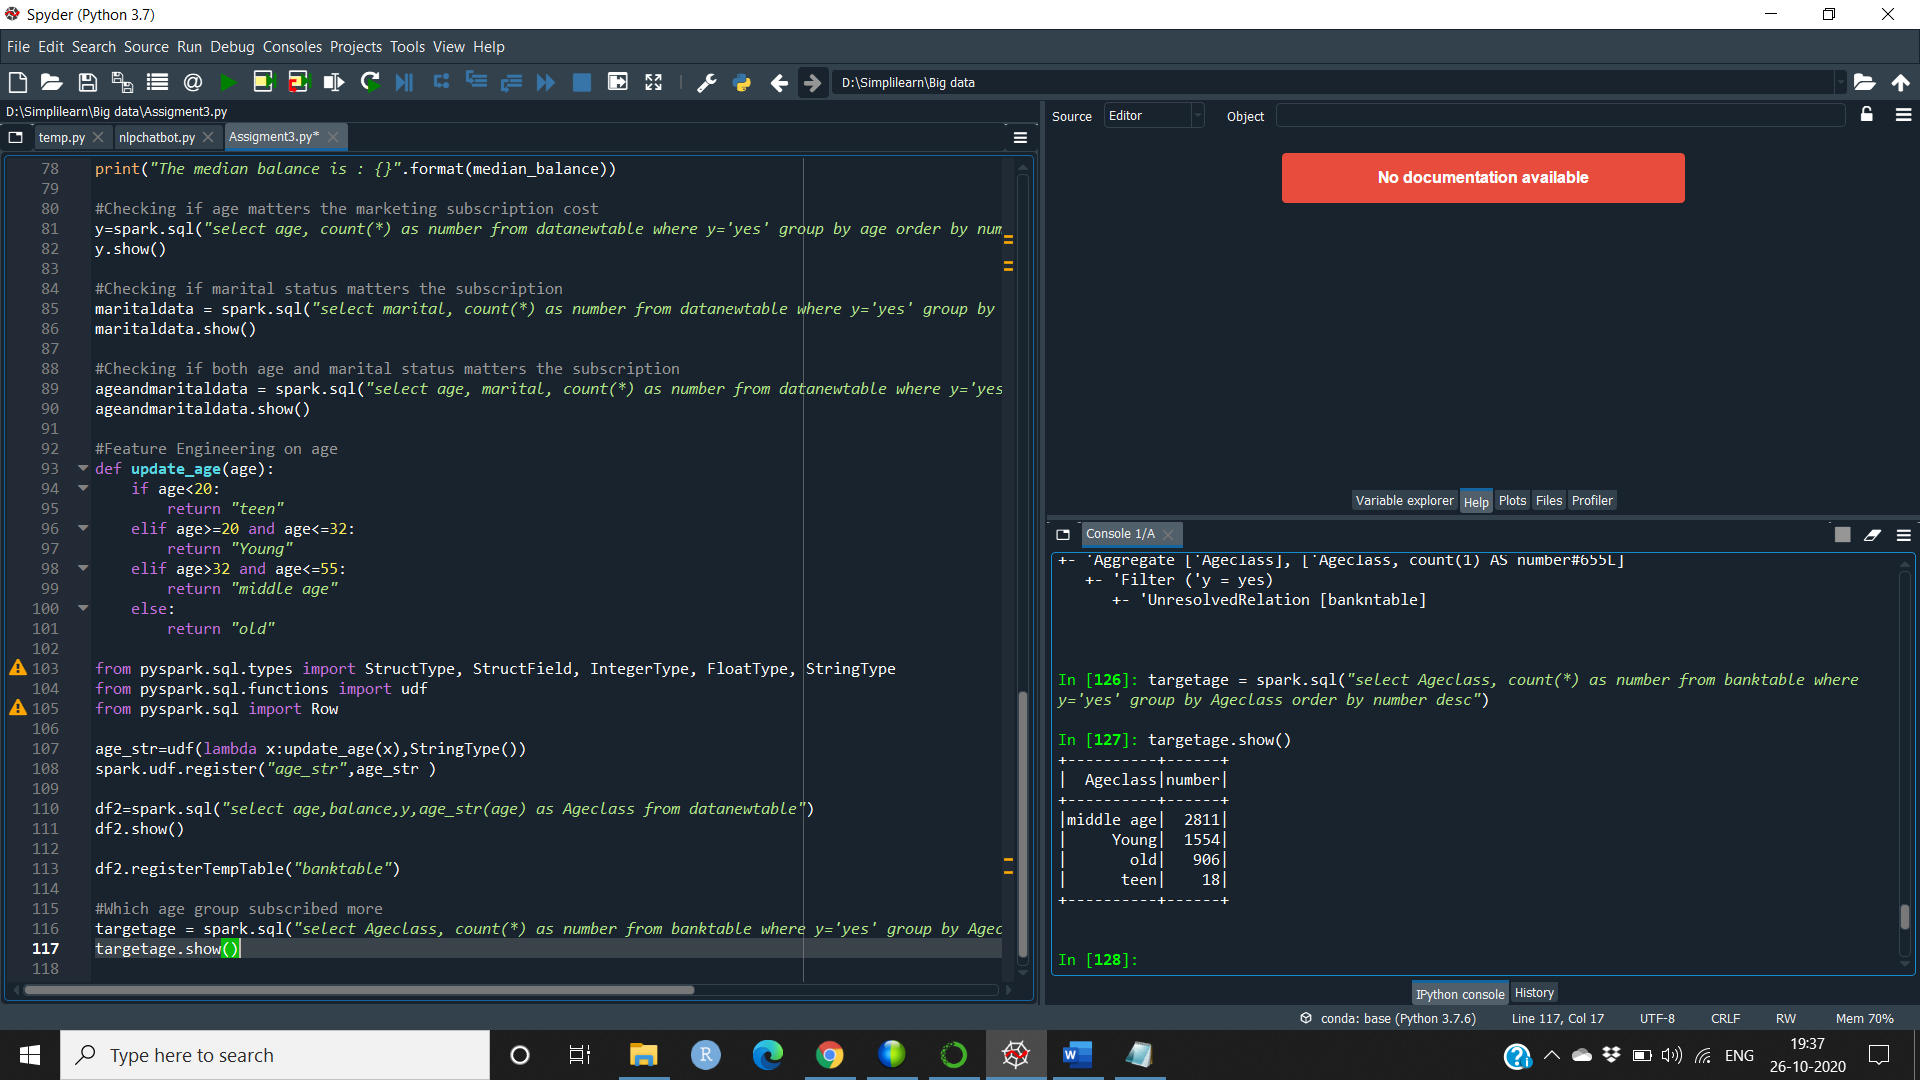 Spyder (Python 3.7)
File Edit Search Source Run Debug Consoles Projects Tools View Help
D:\Simplilearn\Big data
D:\Simplilearn\Big data\Assigment3.py
temp.py
nlpchatbot.py
Assigment3.py*
78 print("The median balance is : {}".format(median_balance))
79
80 #Checking if age matters the marketing subscription cost
81 y=spark.sql("select age, count(*) as number from datanewtable where y='yes' group by age order by num
82 y.show()
83
84 #Checking if marital status matters the subscription
85 maritaldata = spark.sql("select marital, count(*) as number from datanewtable where y='yes' group by
86 maritaldata.show()
87
88 #Checking if both age and marital status matters the subscription
89 ageandmaritaldata = spark.sql("select age, marital, count(*) as number from datanewtable where y='yes
90 ageandmaritaldata.show()
91
92 #Feature Engineering on age
93 def update_age(age):
94     if age<20:
95         return "teen"
96     elif age>=20 and age<=32:
97         return "Young"
98     elif age>32 and age<=55:
99         return "middle age"
100     else:
101         return "old"
102
103 from pyspark.sql.types import StructType, StructField, IntegerType, FloatType, StringType
104 from pyspark.sql.functions import udf
105 from pyspark.sql import Row
106
107 age_str=udf(lambda x:update_age(x),StringType())
108 spark.udf.register("age_str",age_str )
109
110 df2=spark.sql("select age,balance,y,age_str(age) as Ageclass from datanewtable")
111 df2.show()
112
113 df2.registerTempTable("banktable")
114
115 #Which age group subscribed more
116 targetage = spark.sql("select Ageclass, count(*) as number from banktable where y='yes' group by Agec
117 targetage.show()
118
Source Editor Object
No documentation available
Variable explorer Help Plots Files Profiler
Console 1/A
+- 'Aggregate ['Ageclass], ['Ageclass, count(1) AS number#655L]
   +- 'Filter ('y = yes)
      +- 'UnresolvedRelation [bankntable]
In [126]: targetage = spark.sql("select Ageclass, count(*) as number from banktable where
y='yes' group by Ageclass order by number desc")
In [127]: targetage.show()
+----------+------+
|  Ageclass|number|
+----------+------+
|middle age|  2811|
|     Young|  1554|
|       old|   906|
|      teen|    18|
+----------+------+
In [128]:
IPython console History
conda: base (Python 3.7.6) Line 117, Col 17 UTF-8 CRLF RW Mem 70%
Type here to search
R
W
ENG
19:37
26-10-2020